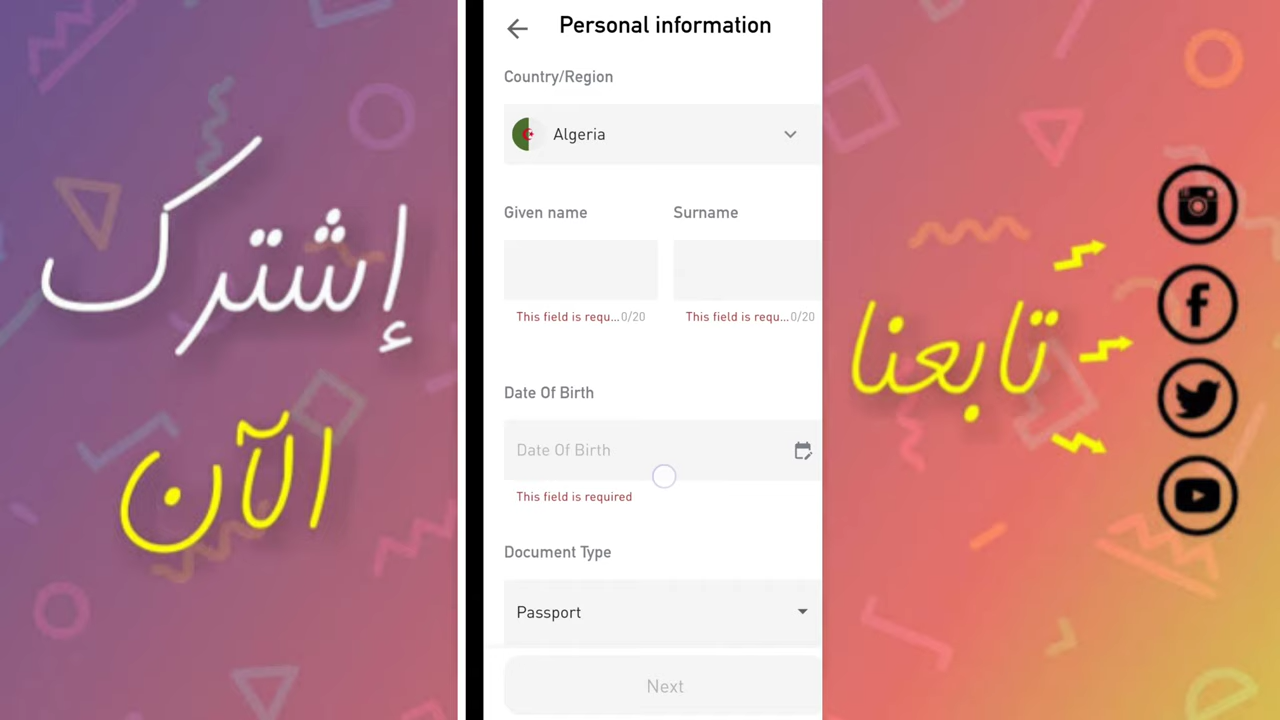 إشترك
الآن
Personal information
Country/Region
Algeria
Given name
Surname
This field is requ...0/20
This field is requ...0/20
Date Of Birth
Date Of Birth
This field is required
Document Type
Passport
Next
تابعنا